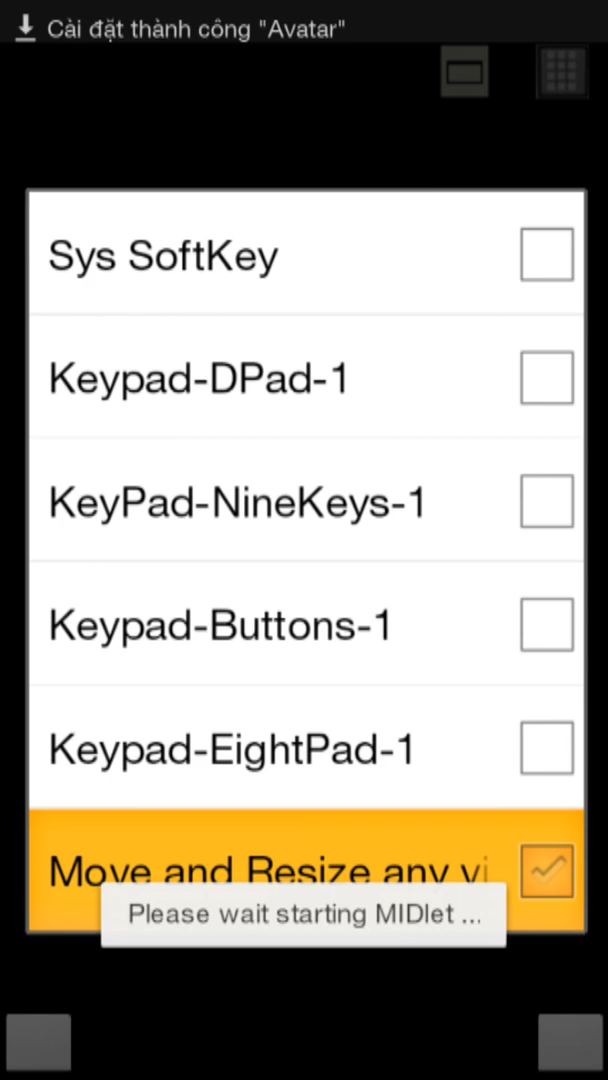 Cài đặt thành công "Avatar"
Sys SoftKey
Keypad-DPad-1
KeyPad-NineKeys-1
Keypad-Buttons-1
Keypad-EightPad-1
Move and Resize any vi
Please wait starting MIDlet ...